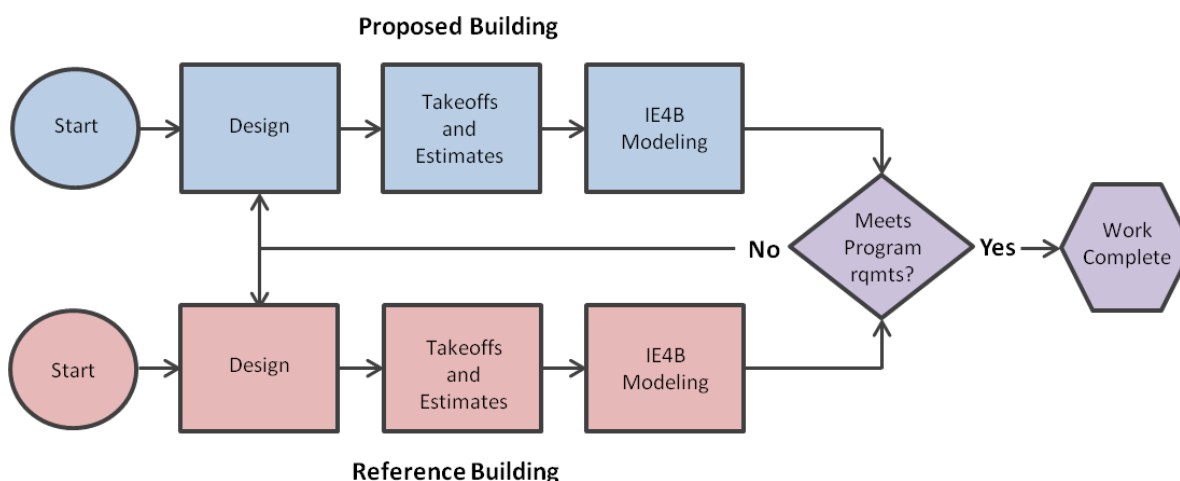 Proposed Building
Start
Design
Takeoffs
and
Estimates
IE4B
Modeling
Meets
Program
rqmts?
No
Yes
Work
Complete
Start
Design
Takeoffs
and
Estimates
IE4B
Modeling
Reference Building